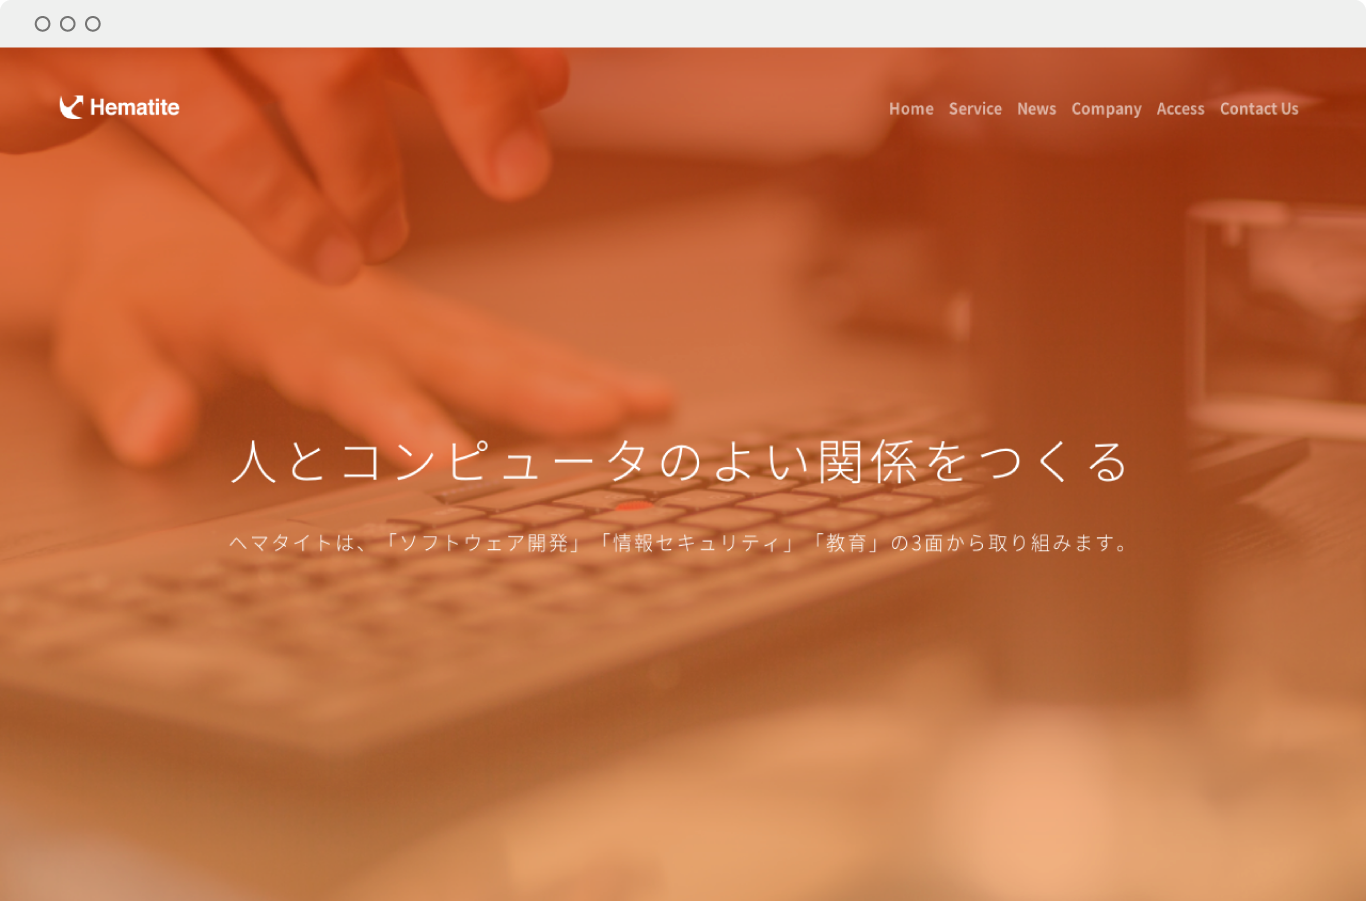 Hematite
Home Service News Company Access Contact Us
人とコンピュータのよい関係をつくる
ヘマタイトは、「ソフトウェア開発」「情報セキュリティ」「教育」の3面から取り組みます。